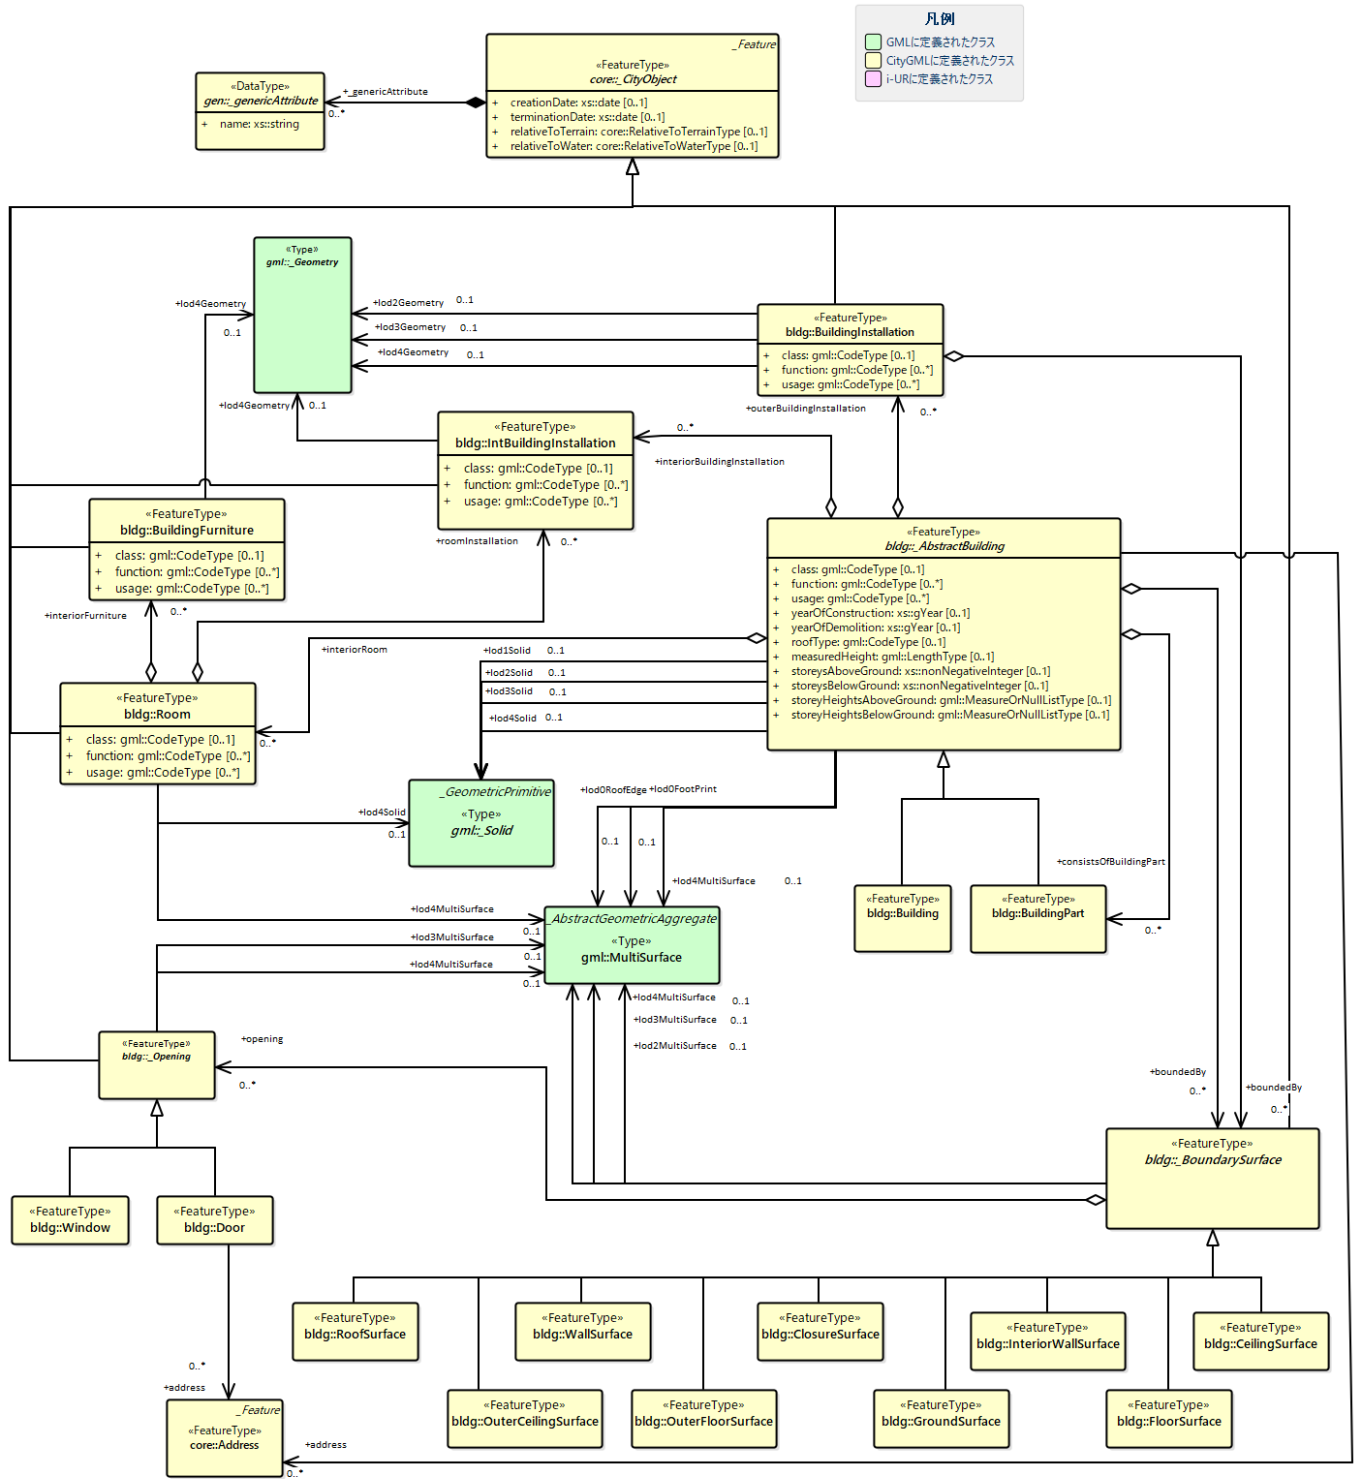 凡例
GMLに定義されたクラス
CityGMLに定義されたクラス
i-URに定義されたクラス
_Feature
«FeatureType»
core::_CityObject
+ creationDate: xs::date [0..1]
+ terminationDate: xs::date [0..1]
+ relativeToTerrain: core::RelativeToTerrainType [0..1]
+ relativeToWater: core::RelativeToWaterType [0..1]
«DataType»
gen::_genericAttribute
+ name: xs::string
+_genericAttribute
0..*
«Type»
gml::_Geometry
+lod4Geometry
0..1
+lod2Geometry 0..1
+lod3Geometry 0..1
+lod4Geometry 0..1
+lod4Geometry 0..1
«FeatureType»
bldg::BuildingInstallation
+ class: gml::CodeType [0..1]
+ function: gml::CodeType [0..*]
+ usage: gml::CodeType [0..*]
+outerBuildingInstallation 0..*
«FeatureType»
bldg::IntBuildingInstallation
+ class: gml::CodeType [0..1]
+ function: gml::CodeType [0..*]
+ usage: gml::CodeType [0..*]
0..*
+interiorBuildingInstallation
+roomInstallation 0..*
«FeatureType»
bldg::BuildingFurniture
+ class: gml::CodeType [0..1]
+ function: gml::CodeType [0..*]
+ usage: gml::CodeType [0..*]
+interiorFurniture 0..*
«FeatureType»
bldg::_AbstractBuilding
+ class: gml::CodeType [0..1]
+ function: gml::CodeType [0..*]
+ usage: gml::CodeType [0..*]
+ yearOfConstruction: xs::gYear [0..1]
+ yearOfDemolition: xs::gYear [0..1]
+ roofType: gml::CodeType [0..1]
+ measuredHeight: gml::LengthType [0..1]
+ storeysAboveGround: xs::nonNegativeInteger [0..1]
+ storeysBelowGround: xs::nonNegativeInteger [0..1]
+ storeyHeightsAboveGround: gml::MeasureOrNullListType [0..1]
+ storeyHeightsBelowGround: gml::MeasureOrNullListType [0..1]
+interiorRoom
0..*
+lod1Solid 0..1
+lod2Solid 0..1
+lod3Solid 0..1
+lod4Solid 0..1
«FeatureType»
bldg::Room
+ class: gml::CodeType [0..1]
+ function: gml::CodeType [0..*]
+ usage: gml::CodeType [0..*]
_GeometricPrimitive
«Type»
gml::_Solid
+lod4Solid
0..1
+lod0RoofEdge +lod0FootPrint
0..1 0..1
+lod4MultiSurface 0..1
+consistsOfBuildingPart
0..*
«FeatureType»
bldg::Building
«FeatureType»
bldg::BuildingPart
_AbstractGeometricAggregate
«Type»
gml::MultiSurface
+lod4MultiSurface
0..1
+lod3MultiSurface
0..1
+lod4MultiSurface
0..1
+lod4MultiSurface 0..1
+lod3MultiSurface 0..1
+lod2MultiSurface 0..1
«FeatureType»
bldg::_Opening
+opening
0..*
+boundedBy
0..*
+boundedBy
0..*
«FeatureType»
bldg::_BoundarySurface
«FeatureType»
bldg::Window
«FeatureType»
bldg::Door
«FeatureType»
bldg::RoofSurface
«FeatureType»
bldg::WallSurface
«FeatureType»
bldg::ClosureSurface
«FeatureType»
bldg::InteriorWallSurface
«FeatureType»
bldg::CeilingSurface
«FeatureType»
bldg::OuterCeilingSurface
«FeatureType»
bldg::OuterFloorSurface
«FeatureType»
bldg::GroundSurface
«FeatureType»
bldg::FloorSurface
0..*
+address
_Feature
«FeatureType»
core::Address
+address
0..*